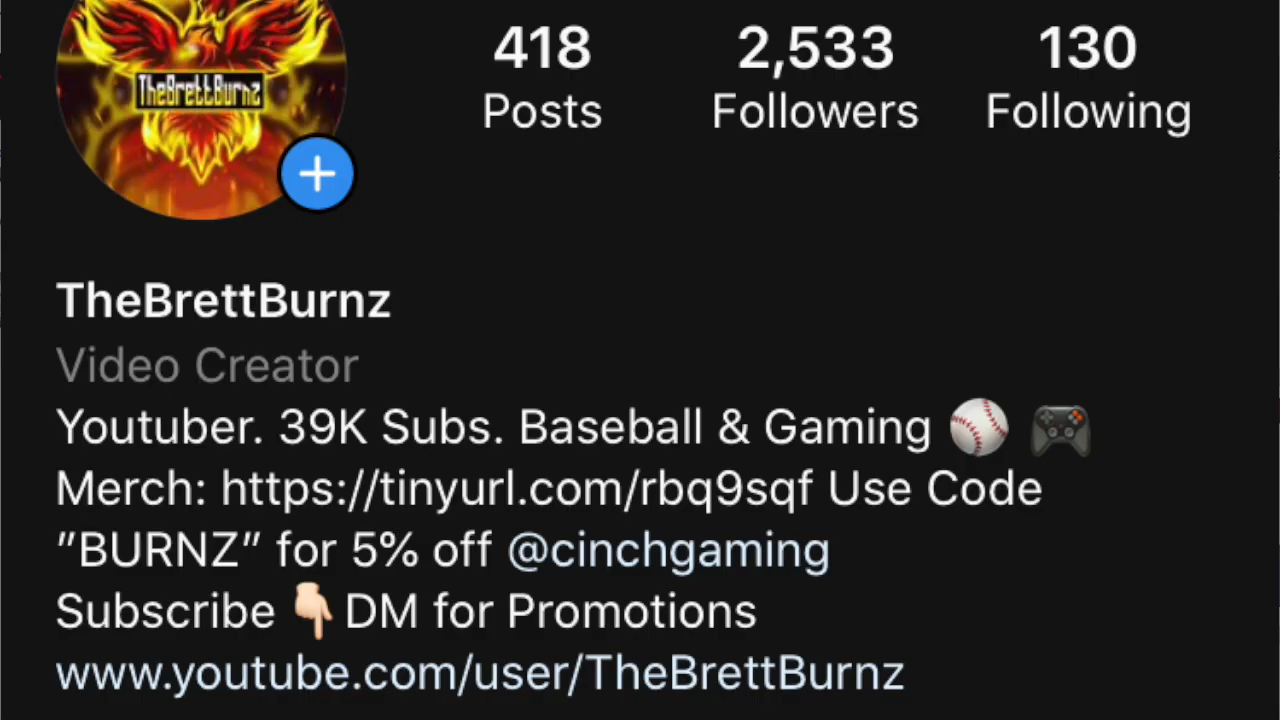 418 2,533 130
Posts Followers Following
TheBrettBurnz
TheBrettBurnz
Video Creator
Youtuber. 39K Subs. Baseball & Gaming ⚾ 🎮
Merch: https://tinyurl.com/rbq9sqf Use Code
"BURNZ" for 5% off @cinchgaming
Subscribe 👇🏻 DM for Promotions
www.youtube.com/user/TheBrettBurnz